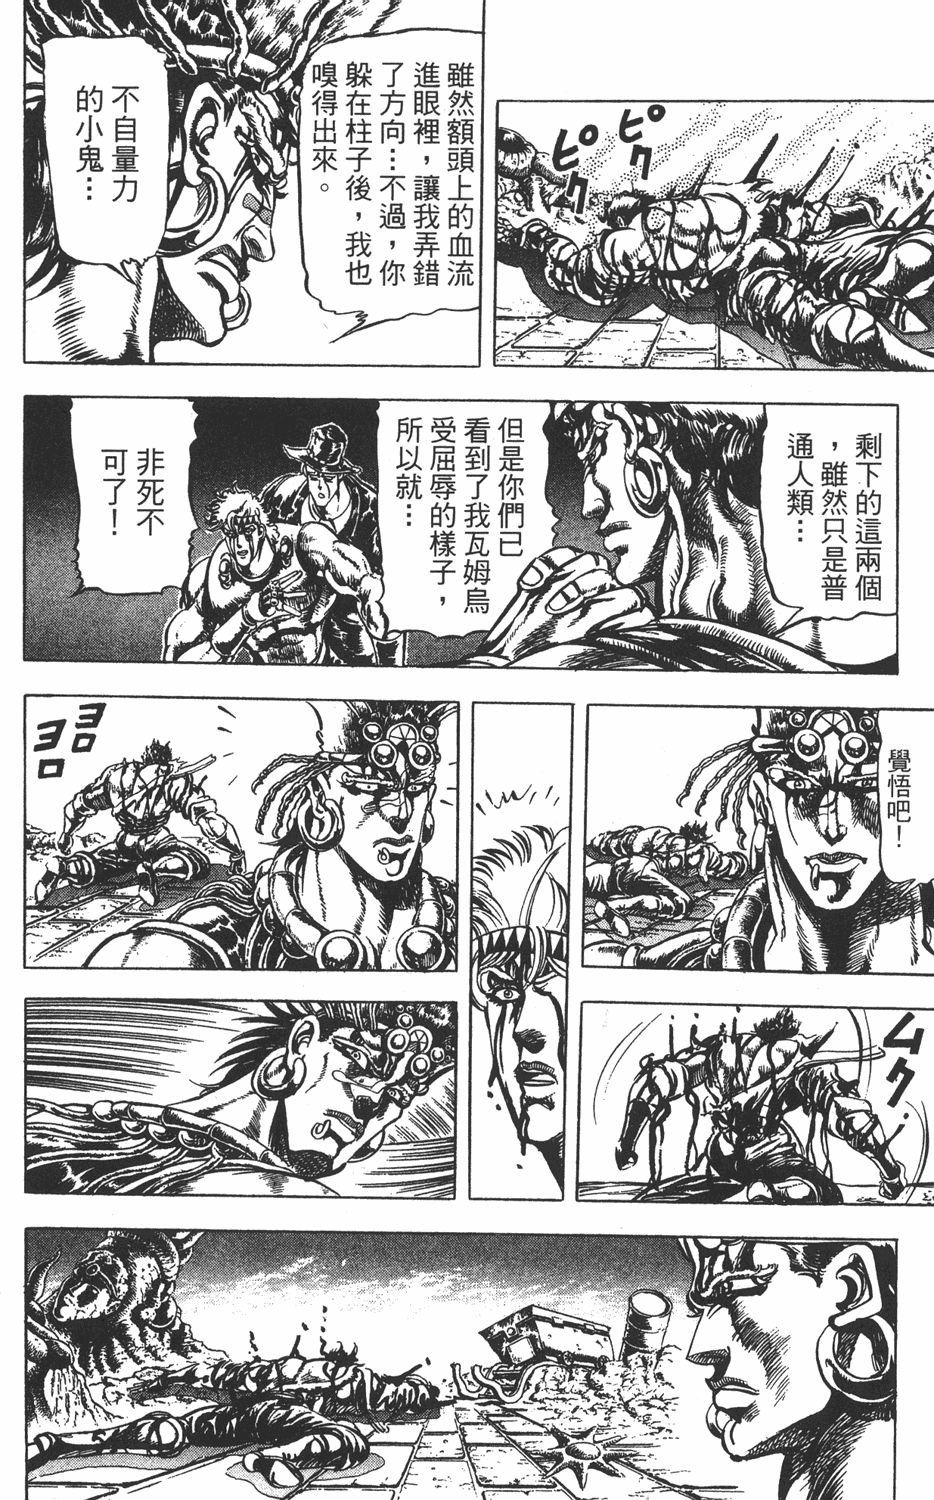 ピク
ピク
雖然額頭上的血流
進眼裡，讓我弄錯
了方向…不過，你
躲在柱子後，我也
嗅得出來。
不自量力
的小鬼…
剩下的這兩個
，雖然只是普
通人類…
但是你們已
看到了我瓦姆烏
受屈辱的樣子，
所以就…
非死不
可了！
覺悟吧！
ヨロ
ヨロ
ムク…